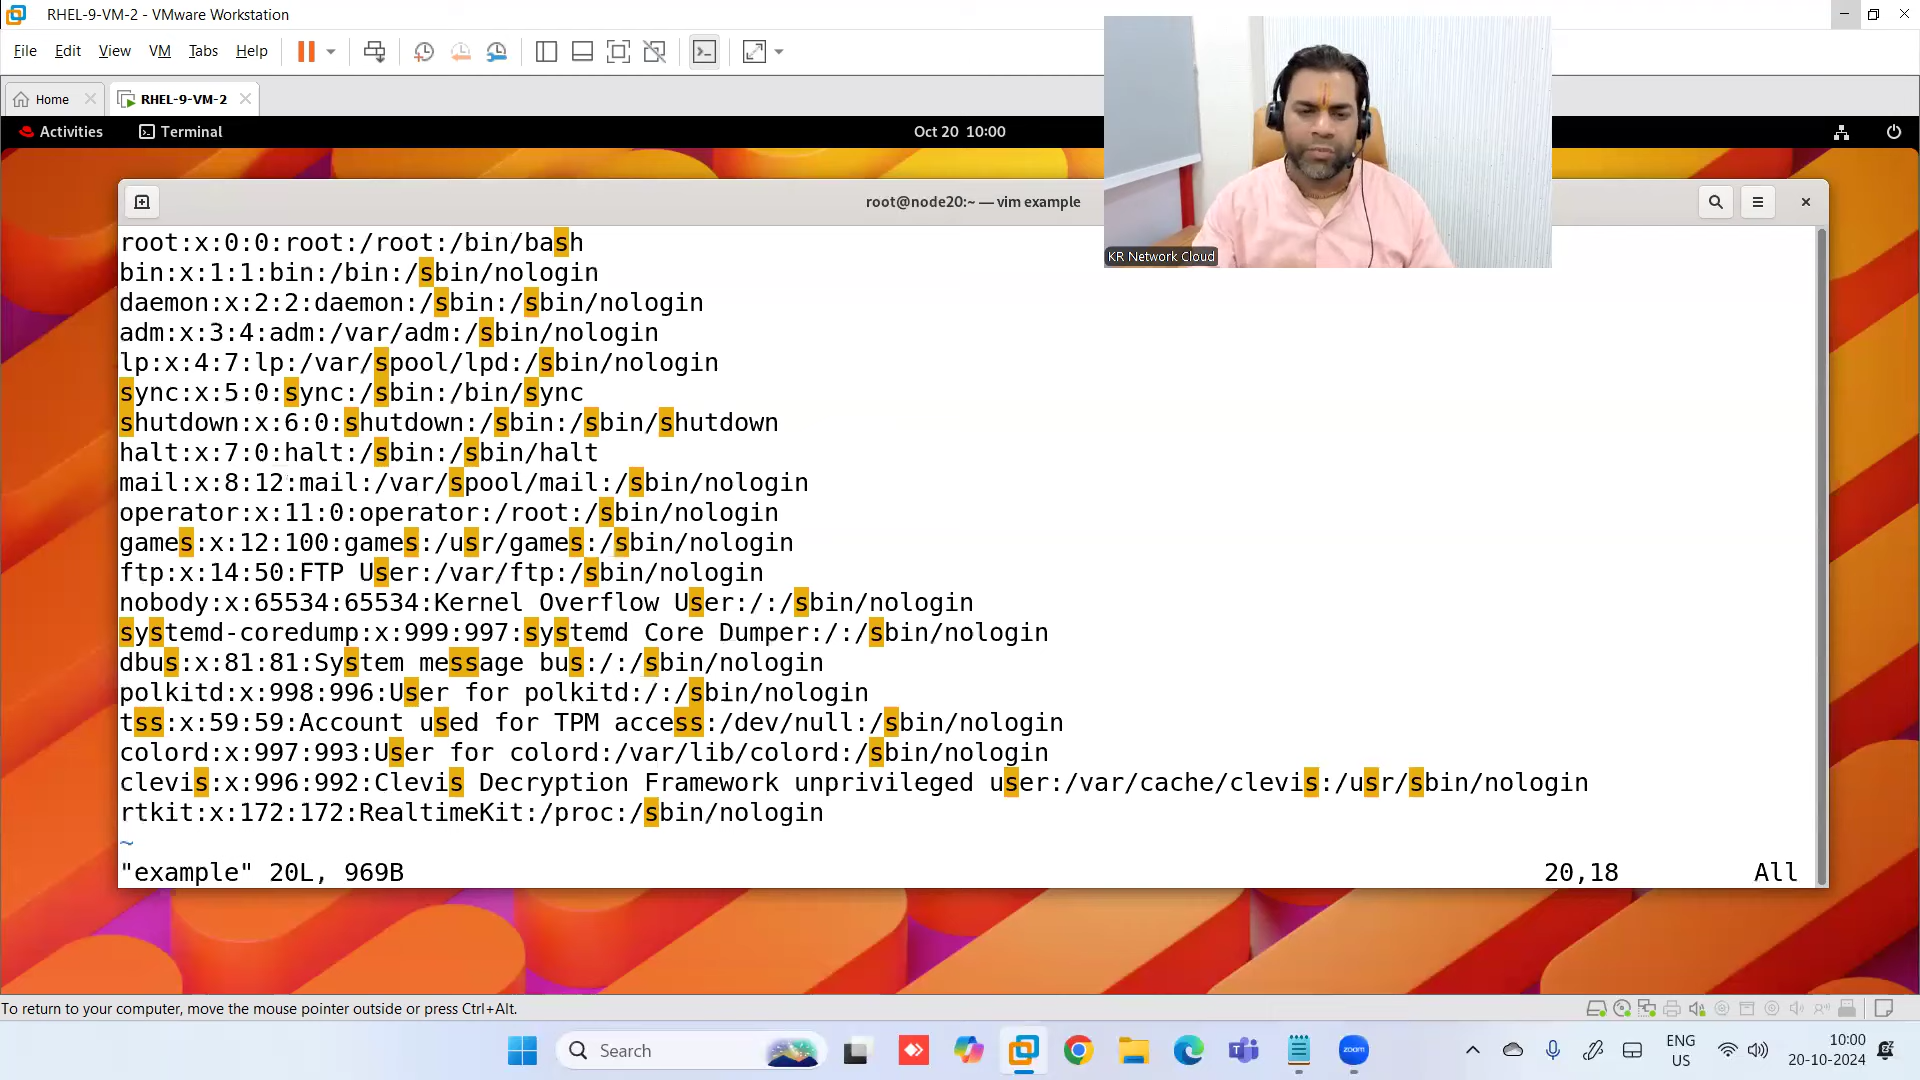 RHEL-9-VM-2 - VMware Workstation
File Edit View VM Tabs Help
Home RHEL-9-VM-2
Activities Terminal Oct 20 10:00
root@node20:~ — vim example
KR Network Cloud
root:x:0:0:root:/root:/bin/bash
bin:x:1:1:bin:/bin:/sbin/nologin
daemon:x:2:2:daemon:/sbin:/sbin/nologin
adm:x:3:4:adm:/var/adm:/sbin/nologin
lp:x:4:7:lp:/var/spool/lpd:/sbin/nologin
sync:x:5:0:sync:/sbin:/bin/sync
shutdown:x:6:0:shutdown:/sbin:/sbin/shutdown
halt:x:7:0:halt:/sbin:/sbin/halt
mail:x:8:12:mail:/var/spool/mail:/sbin/nologin
operator:x:11:0:operator:/root:/sbin/nologin
games:x:12:100:games:/usr/games:/sbin/nologin
ftp:x:14:50:FTP User:/var/ftp:/sbin/nologin
nobody:x:65534:65534:Kernel Overflow User:/:/sbin/nologin
systemd-coredump:x:999:997:systemd Core Dumper:/:/sbin/nologin
dbus:x:81:81:System message bus:/:/sbin/nologin
polkitd:x:998:996:User for polkitd:/:/sbin/nologin
tss:x:59:59:Account used for TPM access:/dev/null:/sbin/nologin
colord:x:997:993:User for colord:/var/lib/colord:/sbin/nologin
clevis:x:996:992:Clevis Decryption Framework unprivileged user:/var/cache/clevis:/usr/sbin/nologin
rtkit:x:172:172:RealtimeKit:/proc:/sbin/nologin
~
"example" 20L, 969B 20,18 All
To return to your computer, move the mouse pointer outside or press Ctrl+Alt.
Search
zoom
ENG
US
10:00
20-10-2024